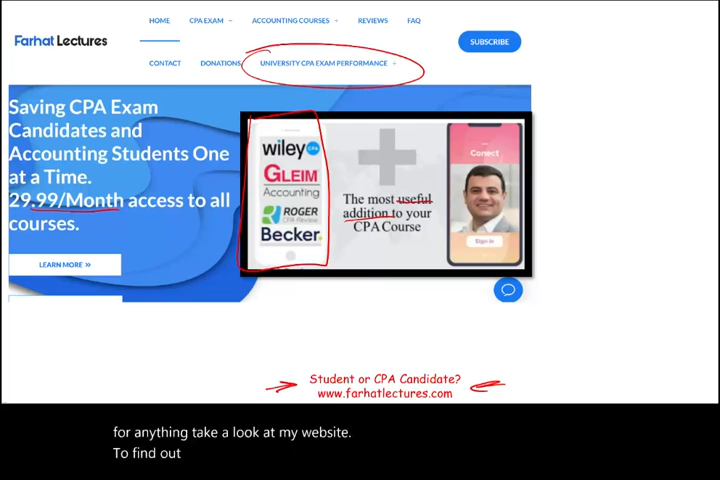 HOME CPA EXAM ACCOUNTING COURSES REVIEWS FAQ
Farhat Lectures
SUBSCRIBE
CONTACT DONATIONS UNIVERSITY CPA EXAM PERFORMANCE
Saving CPA Exam
Candidates and
Accounting Students One
at a Time.
29.99/Month access to all
courses.
LEARN MORE »
wiley CPA
GLEIM
Accounting
ROGER
CPA Review
Becker
The most useful
addition to your
CPA Course
Conect
Sign in
Student or CPA Candidate?
www.farhatlectures.com
for anything take a look at my website.
To find out